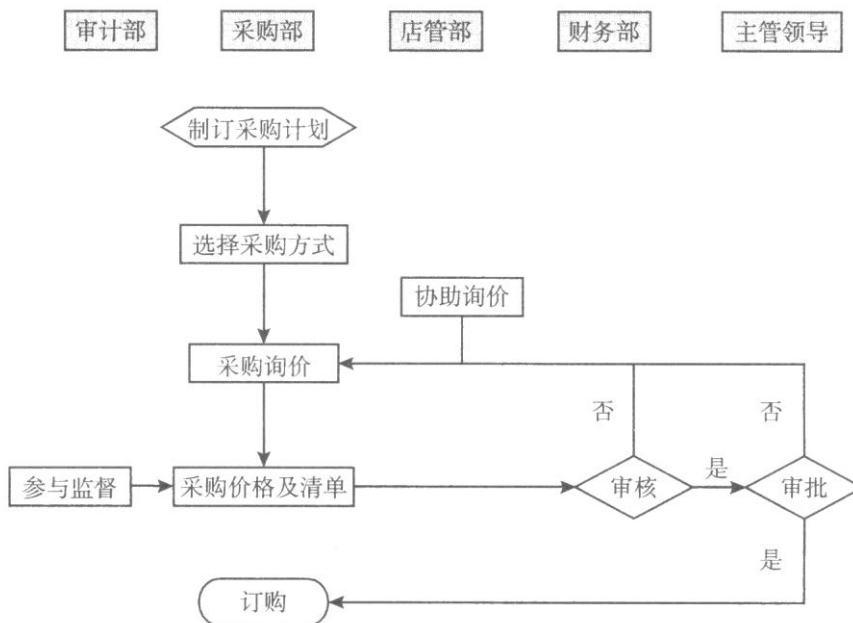 审计部 采购部 店管部 财务部 主管领导
制订采购计划
选择采购方式
协助询价
采购询价
否 否
参与监督 采购价格及清单 审核 是 审批
是
订购